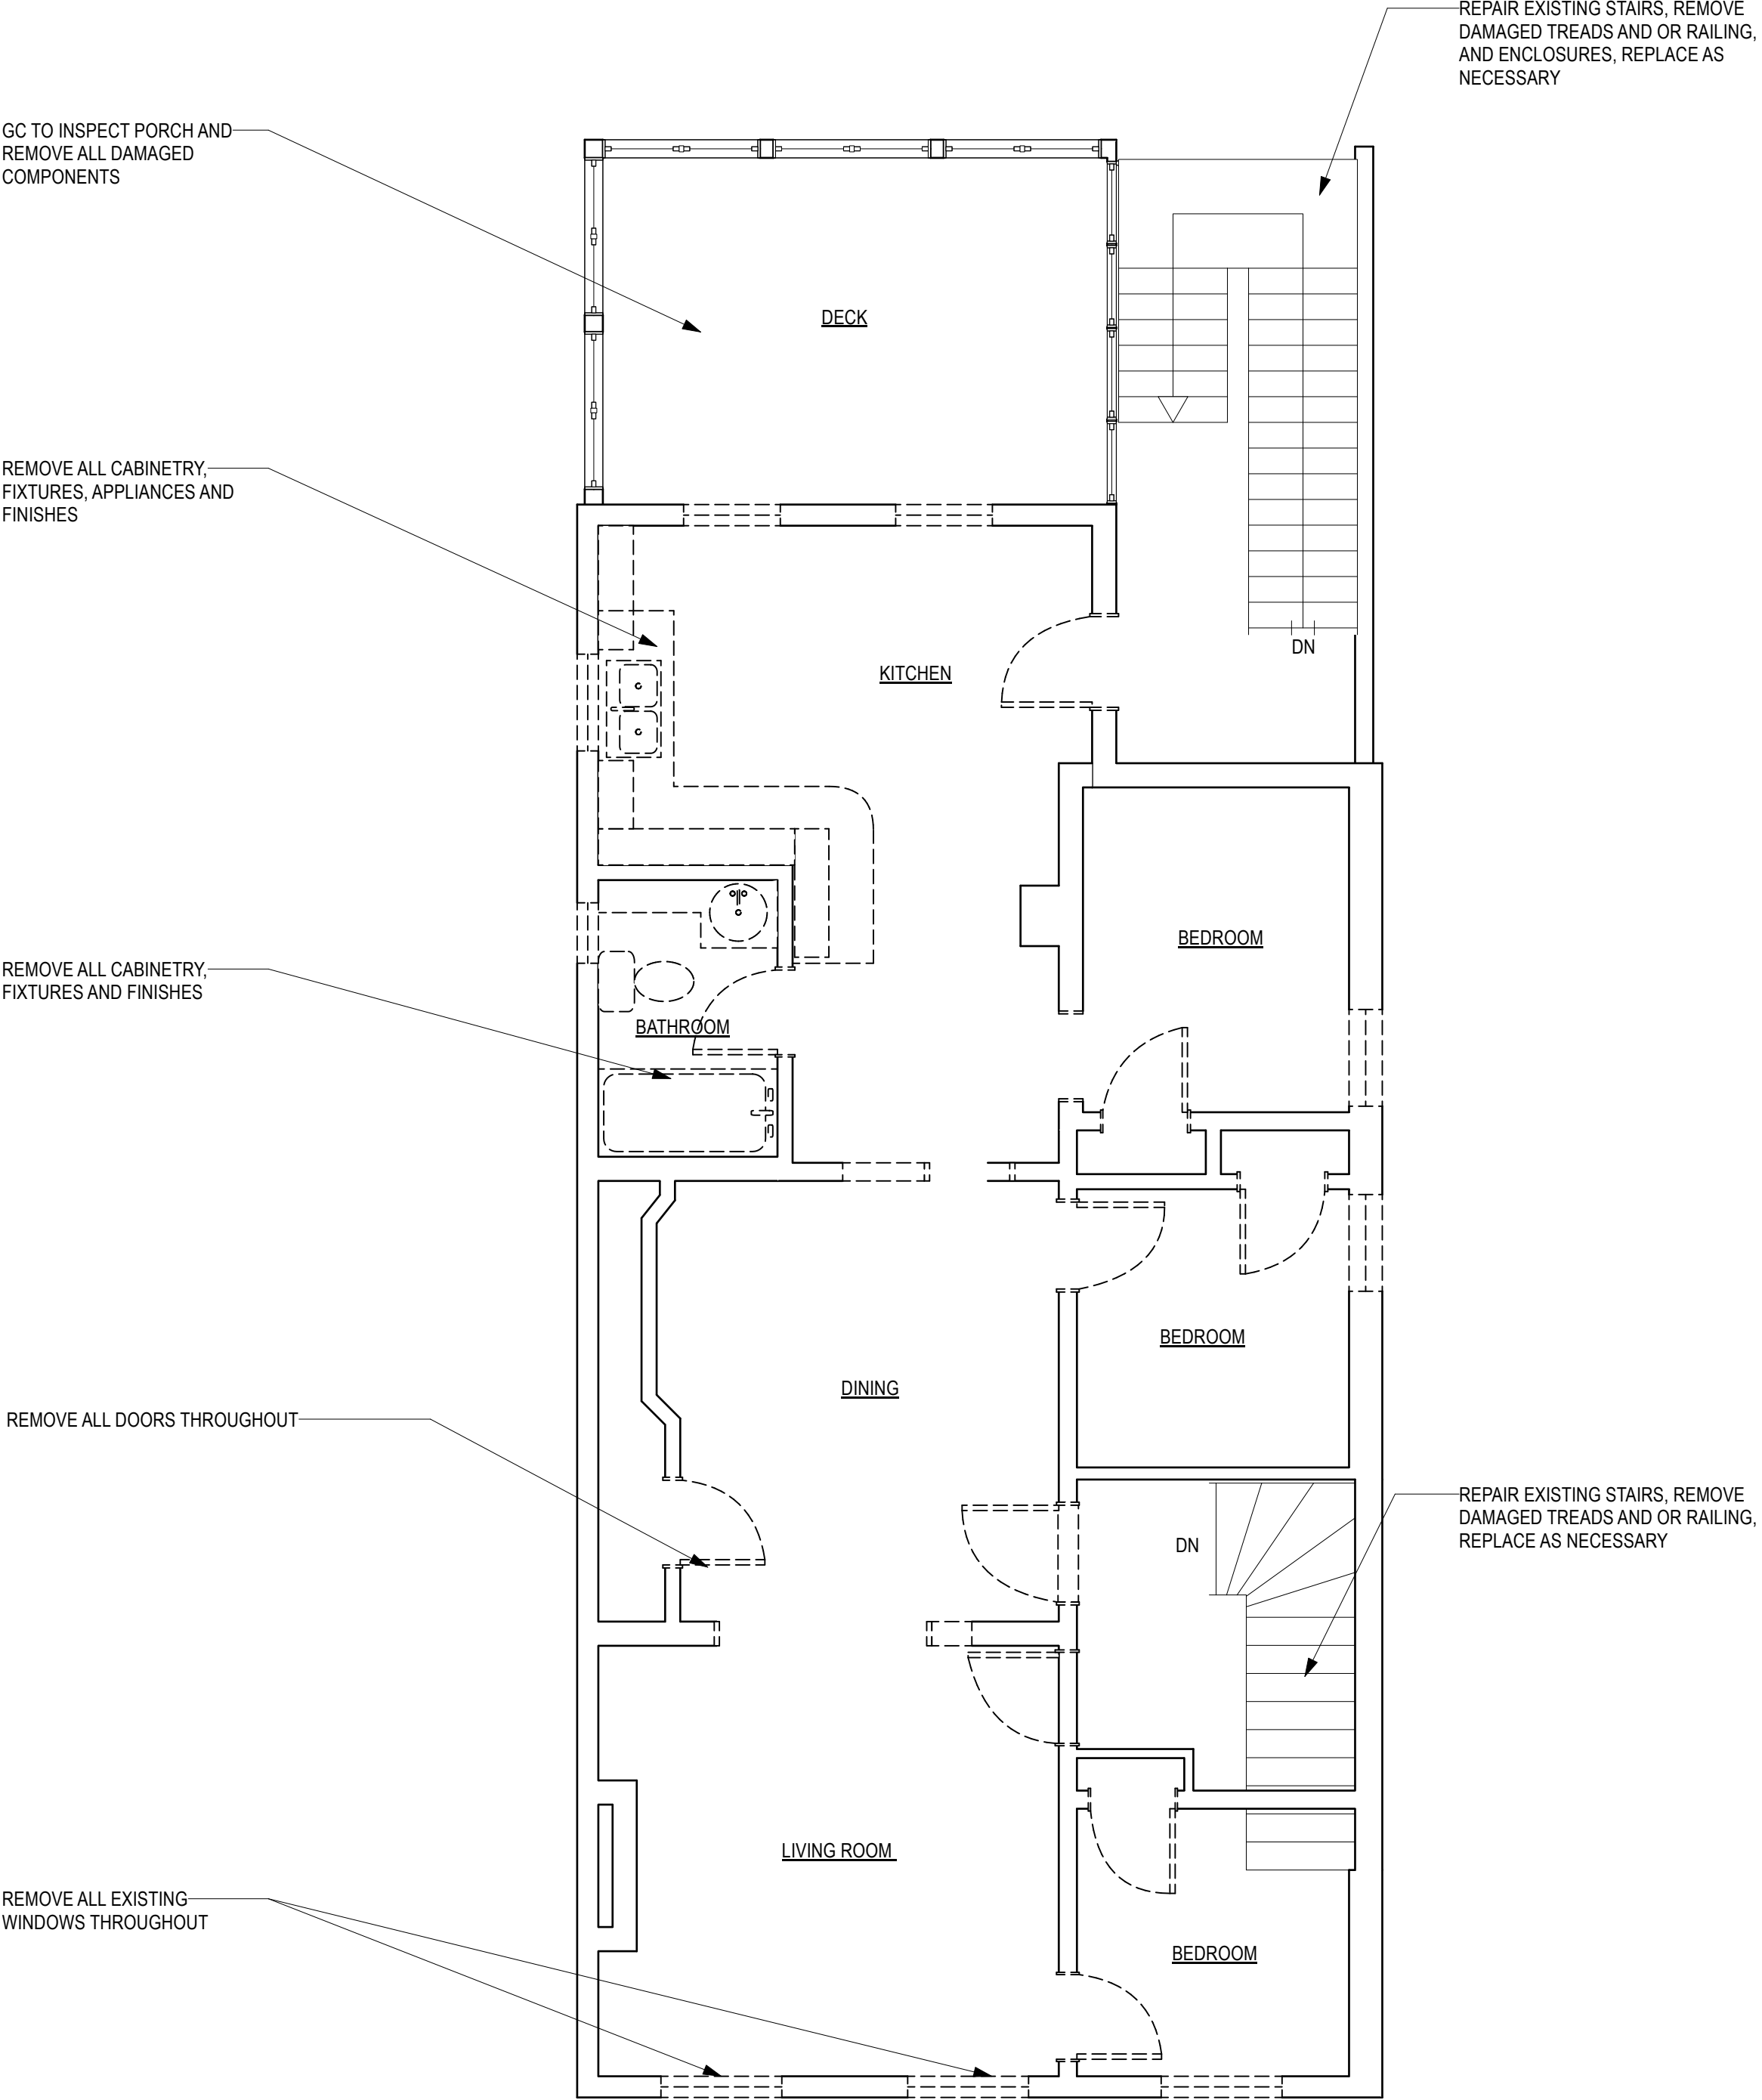 REPAIR EXISTING STAIRS, REMOVE
DAMAGED TREADS AND OR RAILING,
AND ENCLOSURES, REPLACE AS
NECESSARY
GC TO INSPECT PORCH AND
REMOVE ALL DAMAGED
COMPONENTS
DECK
REMOVE ALL CABINETRY,
FIXTURES, APPLIANCES AND
FINISHES
DN
KITCHEN
BEDROOM
REMOVE ALL CABINETRY,
FIXTURES AND FINISHES
BATHROOM
BEDROOM
DINING
REMOVE ALL DOORS THROUGHOUT
REPAIR EXISTING STAIRS, REMOVE
DAMAGED TREADS AND OR RAILING,
REPLACE AS NECESSARY
DN
LIVING ROOM
REMOVE ALL EXISTING
WINDOWS THROUGHOUT
BEDROOM